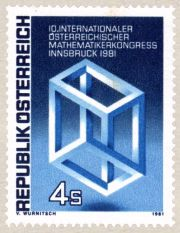 10.INTERNATIONALER
ÖSTERREICHISCHER
MATHEMATIKERKONGRESS
INNSBRUCK 1981
REPUBLIK ÖSTERREICH
4S
V. WURNITSCH
1981